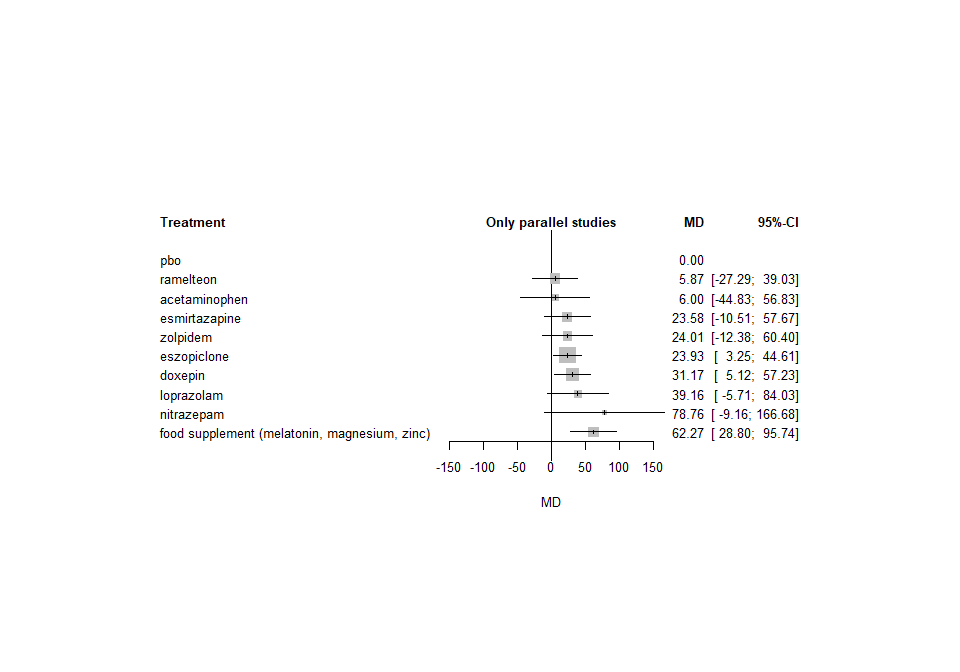 Treatment Only parallel studies MD 95%-CI
pbo 0.00
ramelteon 5.87 [-27.29; 39.03]
acetaminophen 6.00 [-44.83; 56.83]
esmirtazapine 23.58 [-10.51; 57.67]
zolpidem 24.01 [-12.38; 60.40]
eszopiclone 23.93 [ 3.25; 44.61]
doxepin 31.17 [ 5.12; 57.23]
loprazolam 39.16 [ -5.71; 84.03]
nitrazepam 78.76 [ -9.16; 166.68]
food supplement (melatonin, magnesium, zinc) 62.27 [ 28.80; 95.74]
-150 -100 -50 0 50 100 150
MD